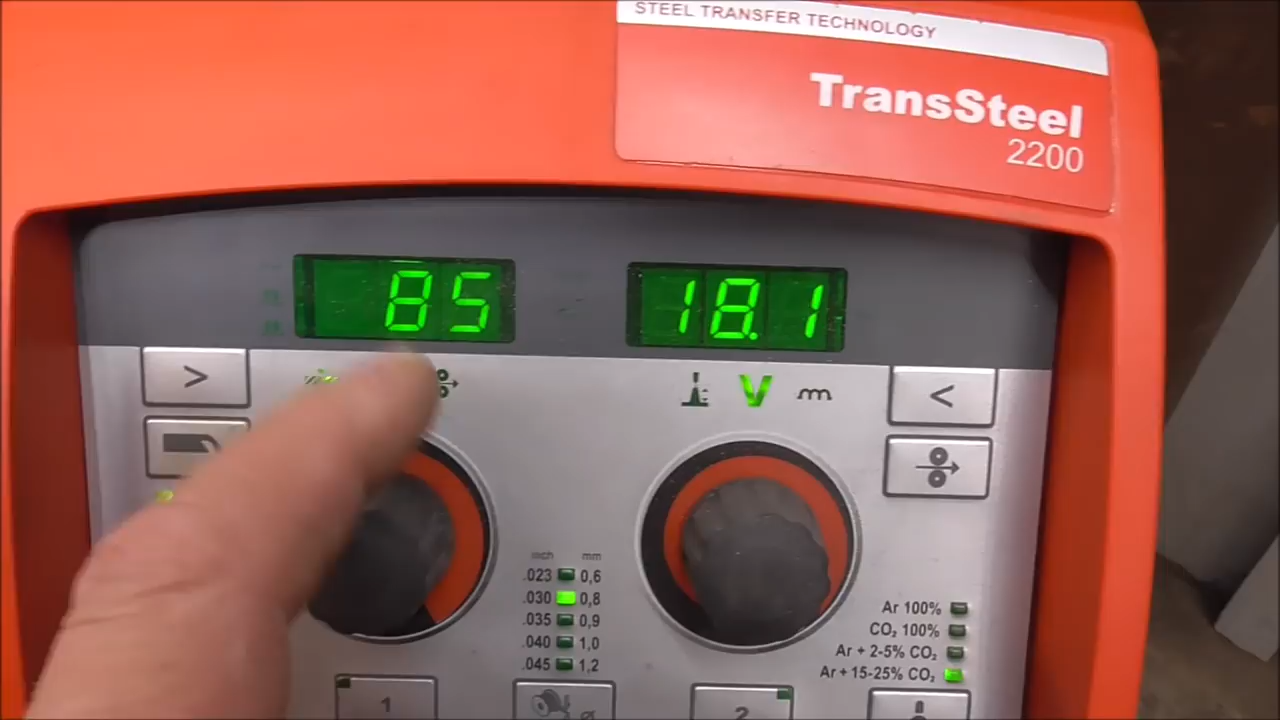 STEEL TRANSFER TECHNOLOGY
TransSteel
2200
85
18.1
>
<
V
inch mm
.023 0,6
.030 0,8
.035 0,9
.040 1,0
.045 1,2
Ar 100%
CO₂ 100%
Ar + 2-5% CO₂
Ar + 15-25% CO₂
1
2